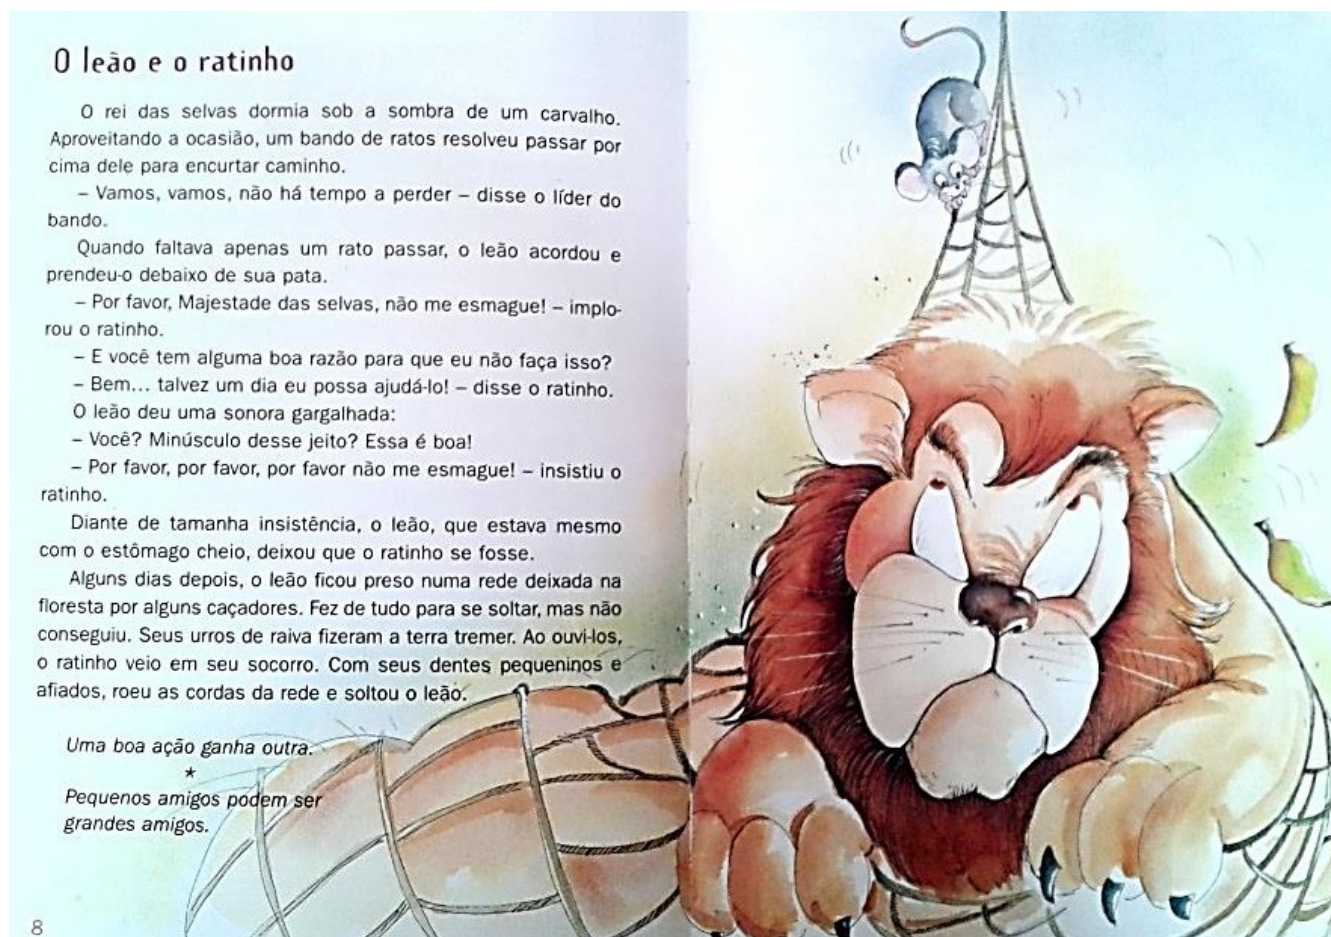 O leão e o ratinho
O rei das selvas dormia sob a sombra de um carvalho.
Aproveitando a ocasião, um bando de ratos resolveu passar por
cima dele para encurtar caminho.
– Vamos, vamos, não há tempo a perder – disse o líder do
bando.
Quando faltava apenas um rato passar, o leão acordou e
prendeu-o debaixo de sua pata.
– Por favor, Majestade das selvas, não me esmague! – implo-
rou o ratinho.
– E você tem alguma boa razão para que eu não faça isso?
– Bem... talvez um dia eu possa ajudá-lo! – disse o ratinho.
O leão deu uma sonora gargalhada:
– Você? Minúsculo desse jeito? Essa é boa!
– Por favor, por favor, por favor não me esmague! – insistiu o
ratinho.
Diante de tamanha insistência, o leão, que estava mesmo
com o estômago cheio, deixou que o ratinho se fosse.
Alguns dias depois, o leão ficou preso numa rede deixada na
floresta por alguns caçadores. Fez de tudo para se soltar, mas não
conseguiu. Seus urros de raiva fizeram a terra tremer. Ao ouvi-los,
o ratinho veio em seu socorro. Com seus dentes pequeninos e
afiados, roeu as cordas da rede e soltou o leão.
Uma boa ação ganha outra.
*
Pequenos amigos podem ser
grandes amigos.
8